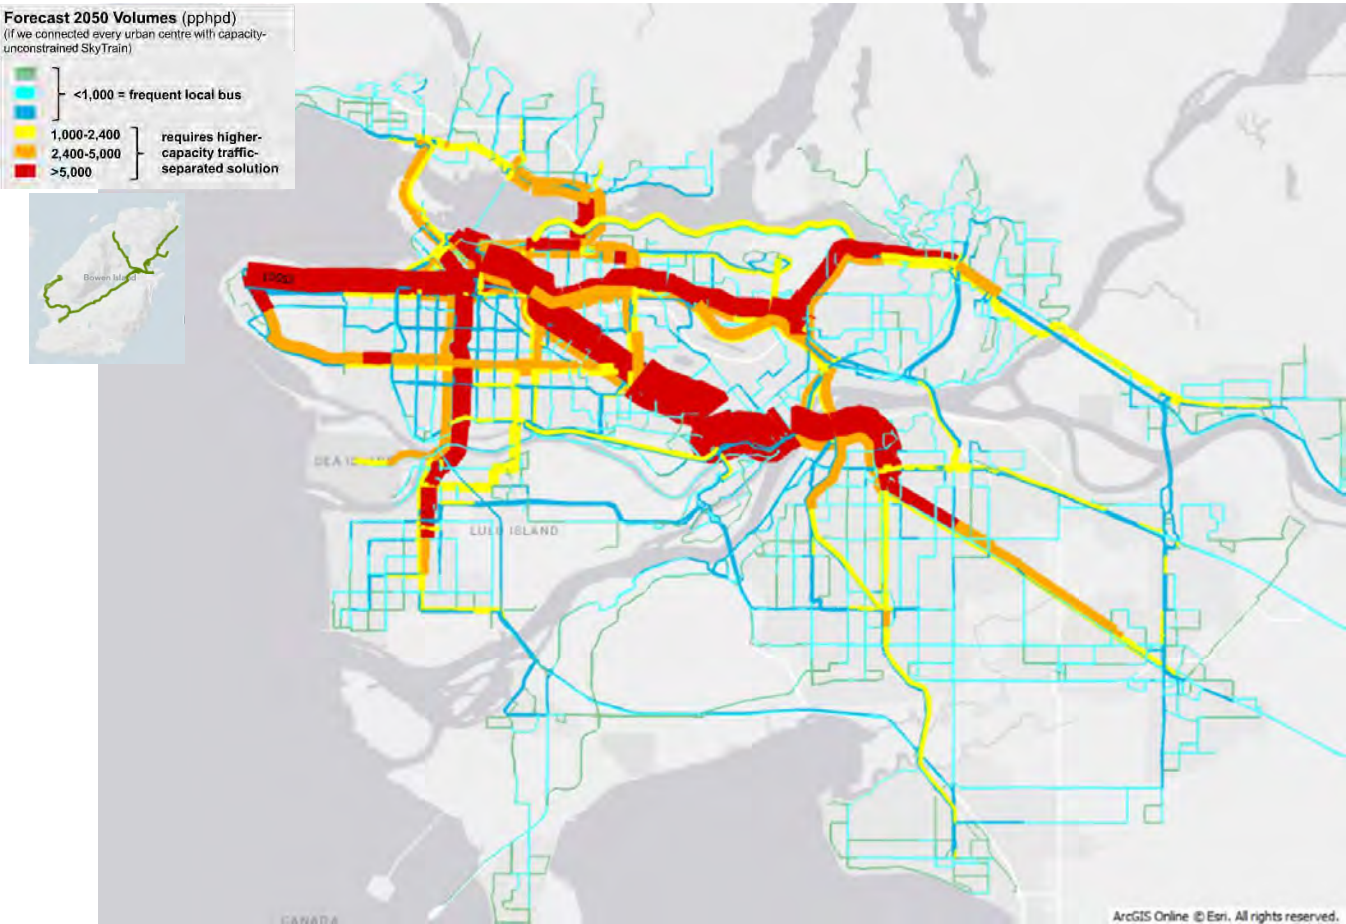 Forecast 2050 Volumes (pphpd)
(if we connected every urban centre with capacity-
unconstrained SkyTrain)
<1,000 = frequent local bus
1,000-2,400
2,400-5,000
>5,000
requires higher-
capacity traffic-
separated solution
Bowen Island
LULU ISLAND
CANADA
ArcGIS Online © Esri. All rights reserved.